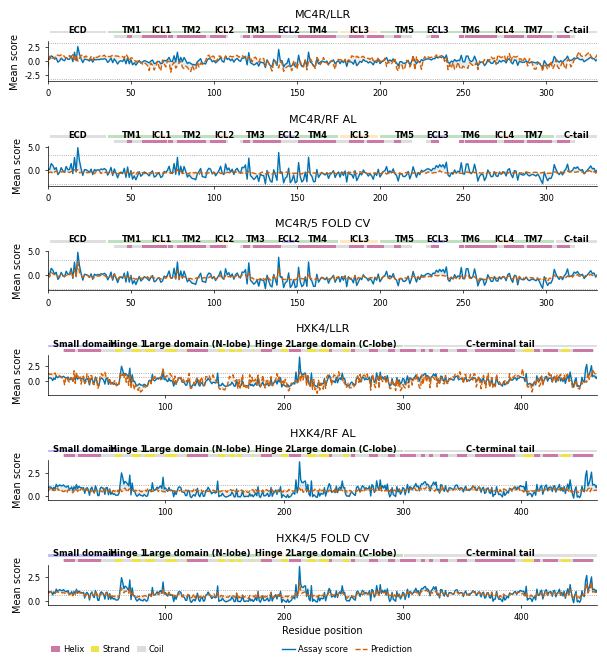 MC4R/LLR
ECD TM1 ICL1 TM2 ICL2 TM3 ECL2 TM4 ICL3 TM5 ECL3 TM6 ICL4 TM7 C-tail
Mean score
2.5
0.0
-2.5
0 50 100 150 200 250 300
MC4R/RF AL
ECD TM1 ICL1 TM2 ICL2 TM3 ECL2 TM4 ICL3 TM5 ECL3 TM6 ICL4 TM7 C-tail
Mean score
5.0
0.0
0 50 100 150 200 250 300
MC4R/5 FOLD CV
ECD TM1 ICL1 TM2 ICL2 TM3 ECL2 TM4 ICL3 TM5 ECL3 TM6 ICL4 TM7 C-tail
Mean score
5.0
0.0
0 50 100 150 200 250 300
HXK4/LLR
Small domain Hinge 1 Large domain (N-lobe) Hinge 2 Large domain (C-lobe) C-terminal tail
Mean score
2.5
0.0
100 200 300 400
HXK4/RF AL
Small domain Hinge 1 Large domain (N-lobe) Hinge 2 Large domain (C-lobe) C-terminal tail
Mean score
2.5
0.0
100 200 300 400
HXK4/5 FOLD CV
Small domain Hinge 1 Large domain (N-lobe) Hinge 2 Large domain (C-lobe) C-terminal tail
Mean score
2.5
0.0
100 200 300 400
Residue position
Helix Strand Coil Assay score Prediction